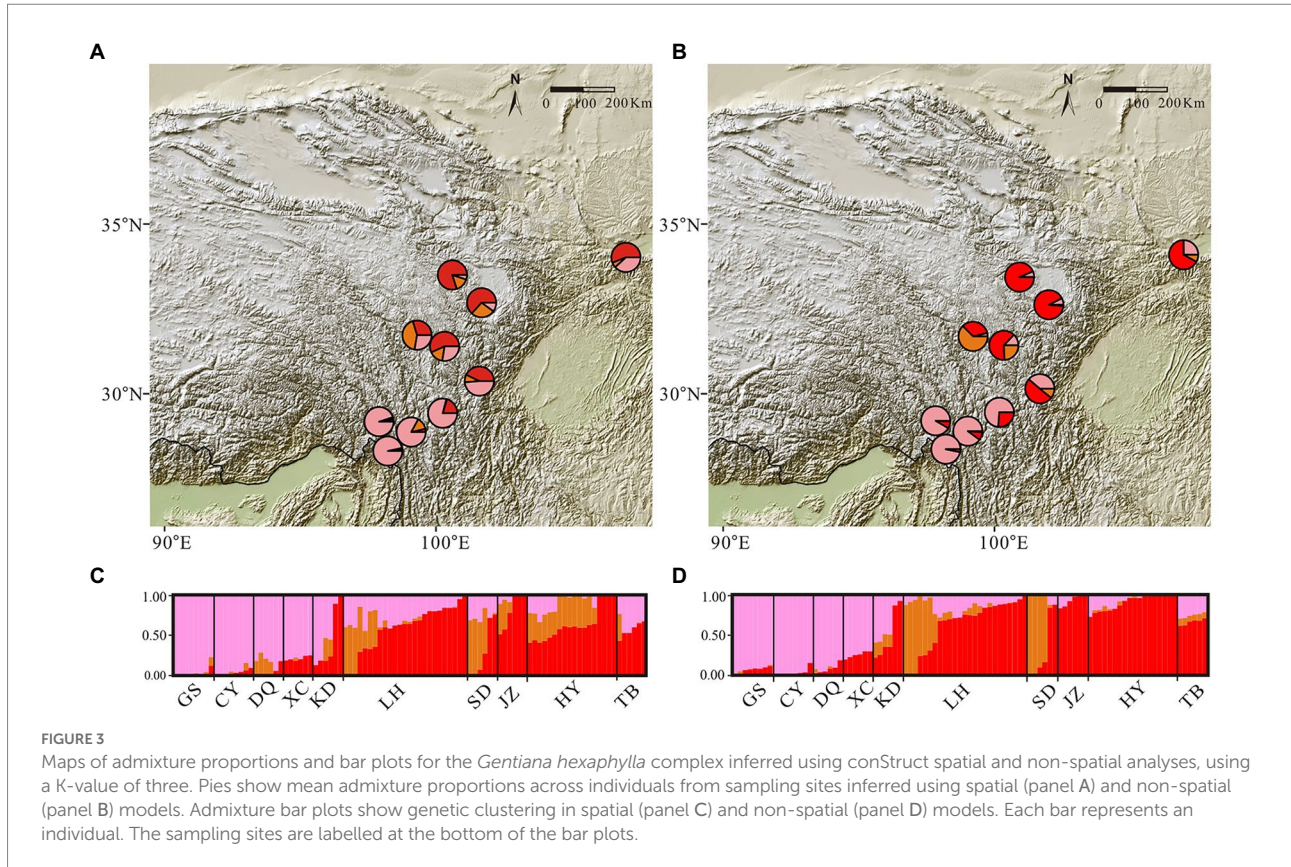 A
B
N
0 100 200 Km
N
0 100 200 Km
35°N
30°N
90°E 100°E
35°N
30°N
90°E 100°E
C
D
1.00
0.50
0.00
GS CY DQ XC KD LH SD JZ HY TB
1.00
0.50
0.00
GS CY DQ XC KD LH SD JZ HY TB
FIGURE 3
Maps of admixture proportions and bar plots for the Gentiana hexaphylla complex inferred using conStruct spatial and non-spatial analyses, using
a K-value of three. Pies show mean admixture proportions across individuals from sampling sites inferred using spatial (panel A) and non-spatial
(panel B) models. Admixture bar plots show genetic clustering in spatial (panel C) and non-spatial (panel D) models. Each bar represents an
individual. The sampling sites are labelled at the bottom of the bar plots.